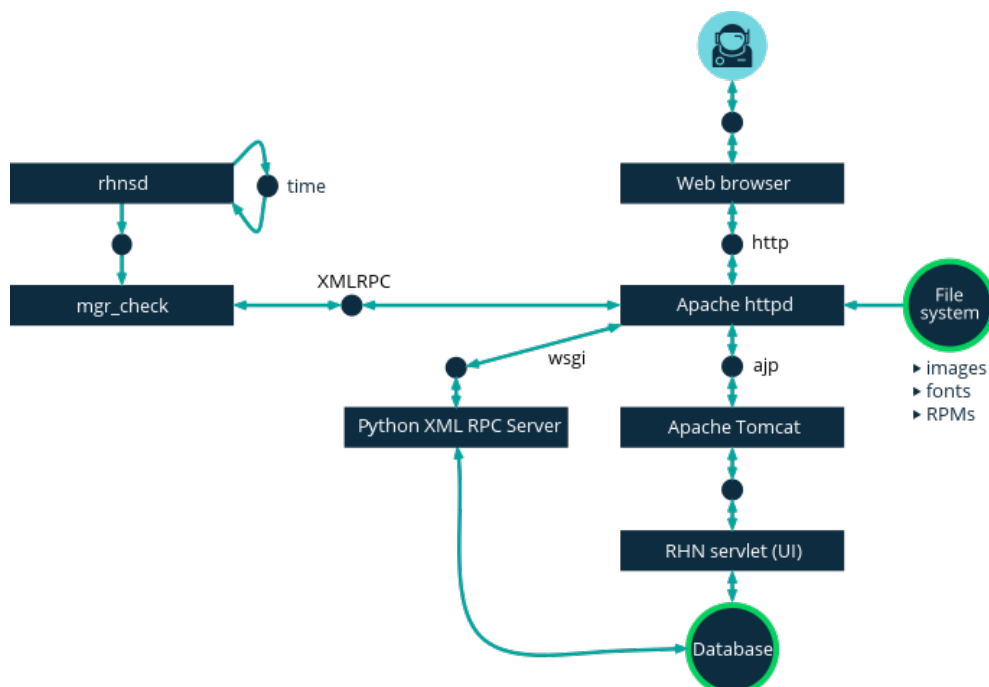 rhnsd
time
Web browser
http
XMLRPC
mgr_check
Apache httpd
File
system
▸ images
▸ fonts
▸ RPMs
wsgi
ajp
Python XML RPC Server
Apache Tomcat
RHN servlet (UI)
Database